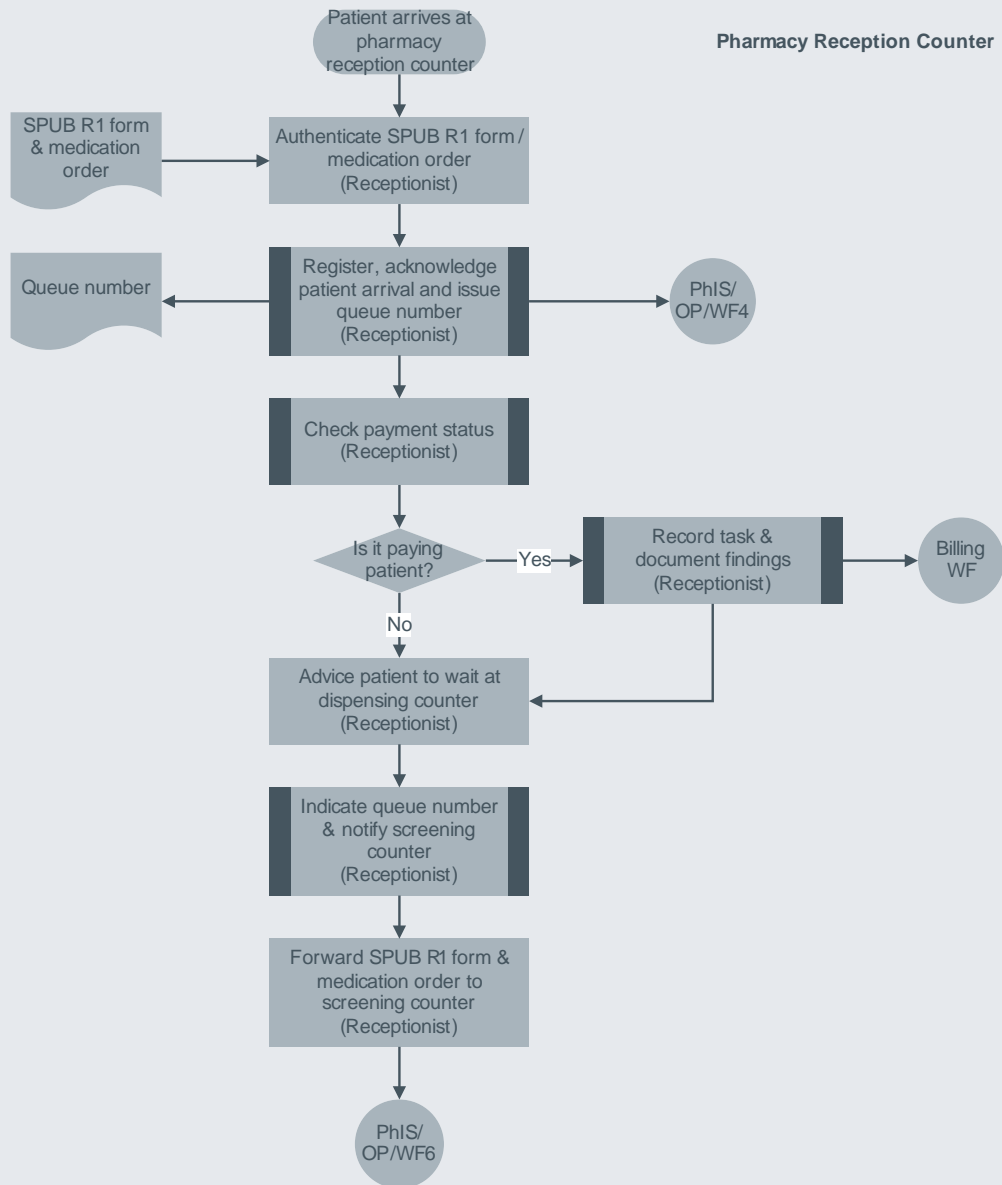 Patient arrives at
pharmacy
reception counter
Pharmacy Reception Counter
SPUB R1 form
& medication
order
Authenticate SPUB R1 form /
medication order
(Receptionist)
Queue number
Register, acknowledge
patient arrival and issue
queue number
(Receptionist)
PhIS/
OP/WF4
Check payment status
(Receptionist)
Is it paying
patient?
Yes
Record task &
document findings
(Receptionist)
Billing
WF
No
Advice patient to wait at
dispensing counter
(Receptionist)
Indicate queue number
& notify screening
counter
(Receptionist)
Forward SPUB R1 form &
medication order to
screening counter
(Receptionist)
PhIS/
OP/WF6